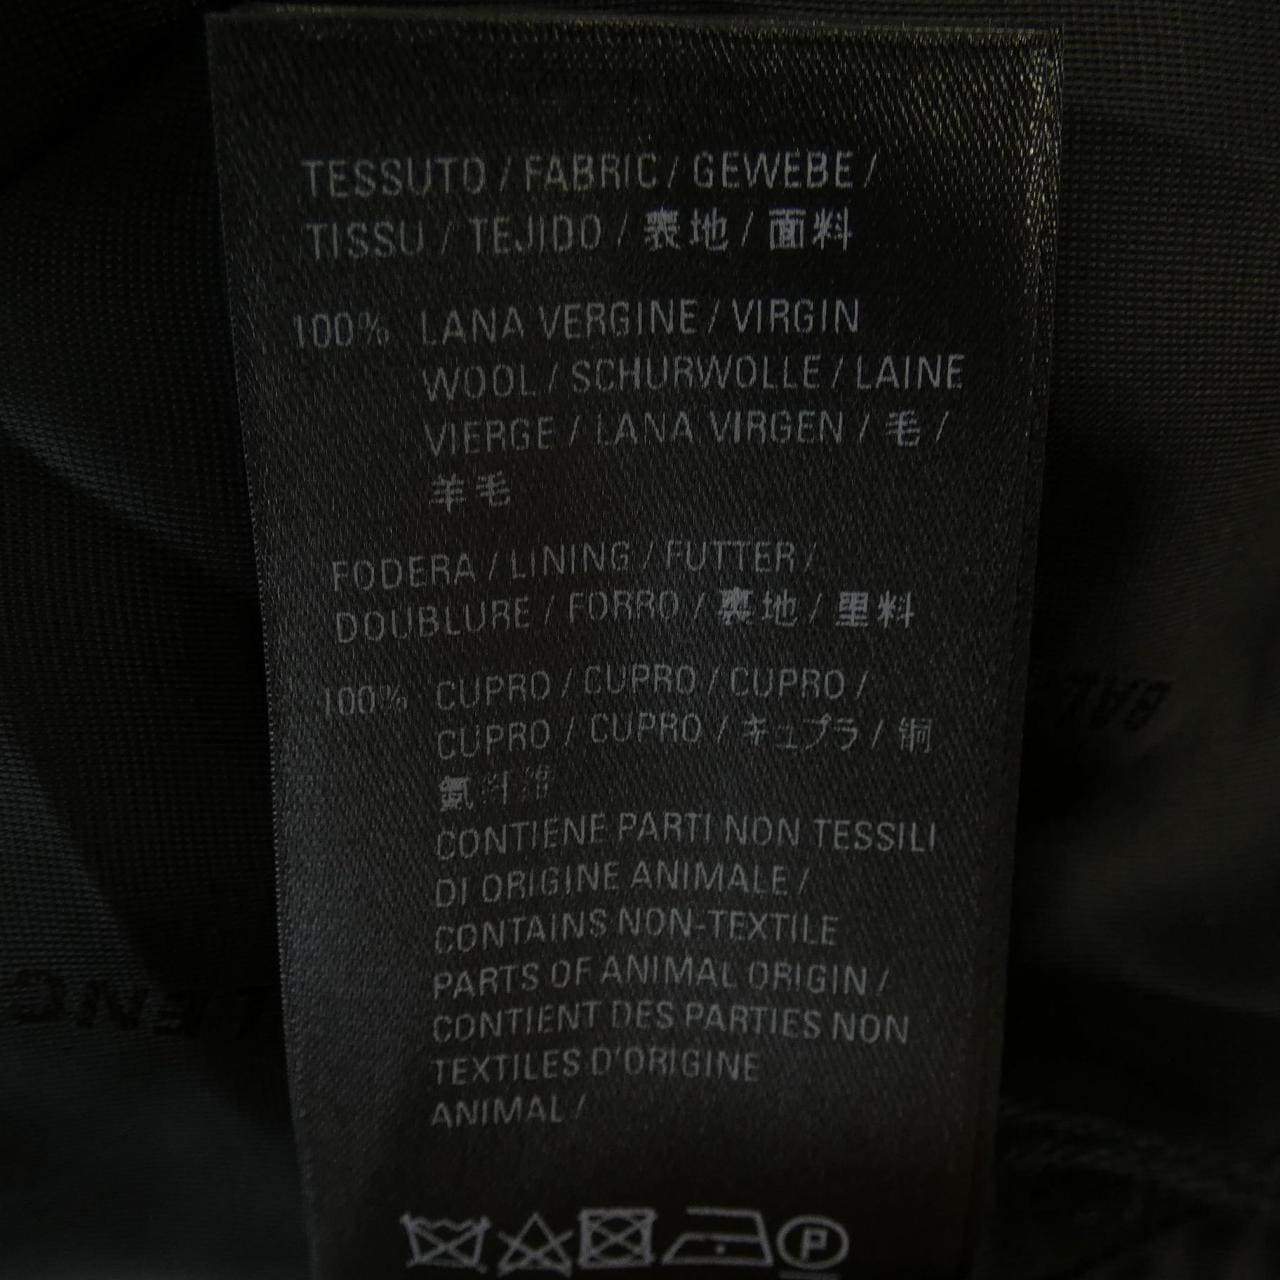 TESSUTO / FABRIC / GEWEBE /
TISSU / TEJIDO / 表地 / 面料
100% LANA VERGINE / VIRGIN
WOOL / SCHURWOLLE / LAINE
VIERGE / LANA VIRGEN / 毛 /
羊毛
FODERA / LINING / FUTTER /
DOUBLURE / FORRO / 裏地 / 里料
100% CUPRO / CUPRO / CUPRO /
CUPRO / CUPRO / キュプラ / 铜
氨
CONTIENE PARTI NON TESSILI
DI ORIGINE ANIMALE /
CONTAINS NON-TEXTILE
PARTS OF ANIMAL ORIGIN /
CONTIENT DES PARTIES NON
TEXTILES D'ORIGINE
ANIMAL /
P